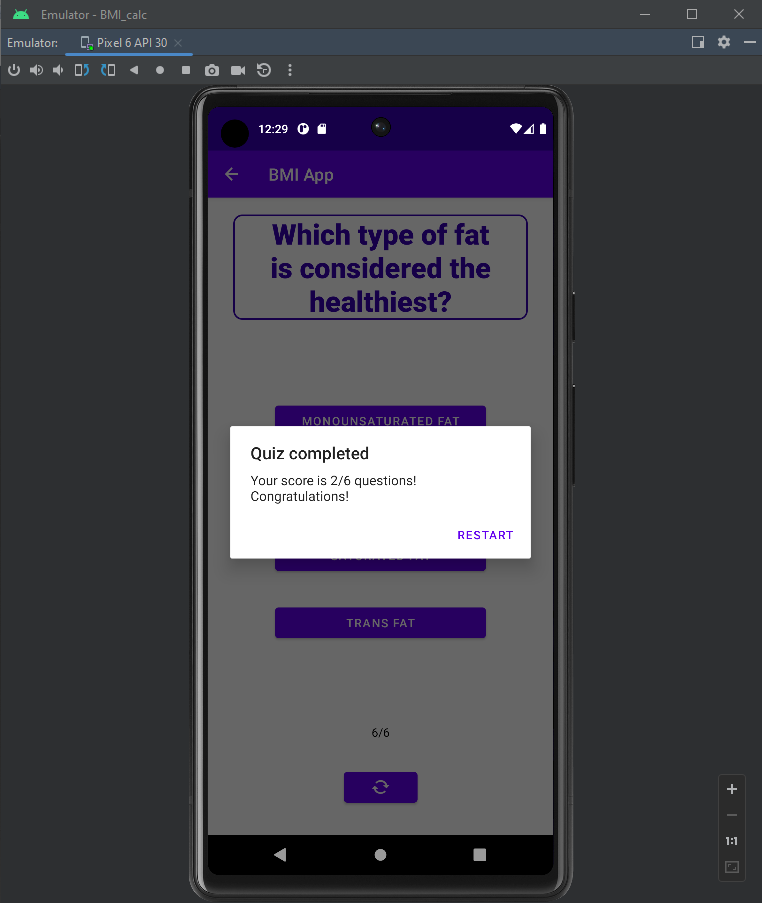 Emulator - BMI_calc
Emulator:
Pixel 6 API 30
12:29
BMI App
Which type of fat
is considered the
healthiest?
MONOUNSATURATED FAT
Quiz completed
Your score is 2/6 questions!
Congratulations!
RESTART
TRANS FAT
6/6
1:1